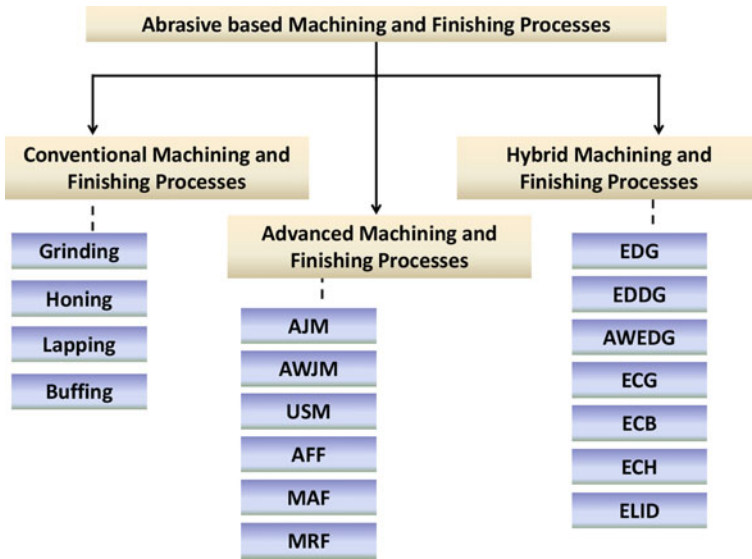 Abrasive based Machining and Finishing Processes
Conventional Machining and
Finishing Processes
Grinding
Honing
Lapping
Buffing
Advanced Machining and
Finishing Processes
AJM
AWJM
USM
AFF
MAF
MRF
Hybrid Machining and
Finishing Processes
EDG
EDDG
AWEDG
ECG
ECB
ECH
ELID